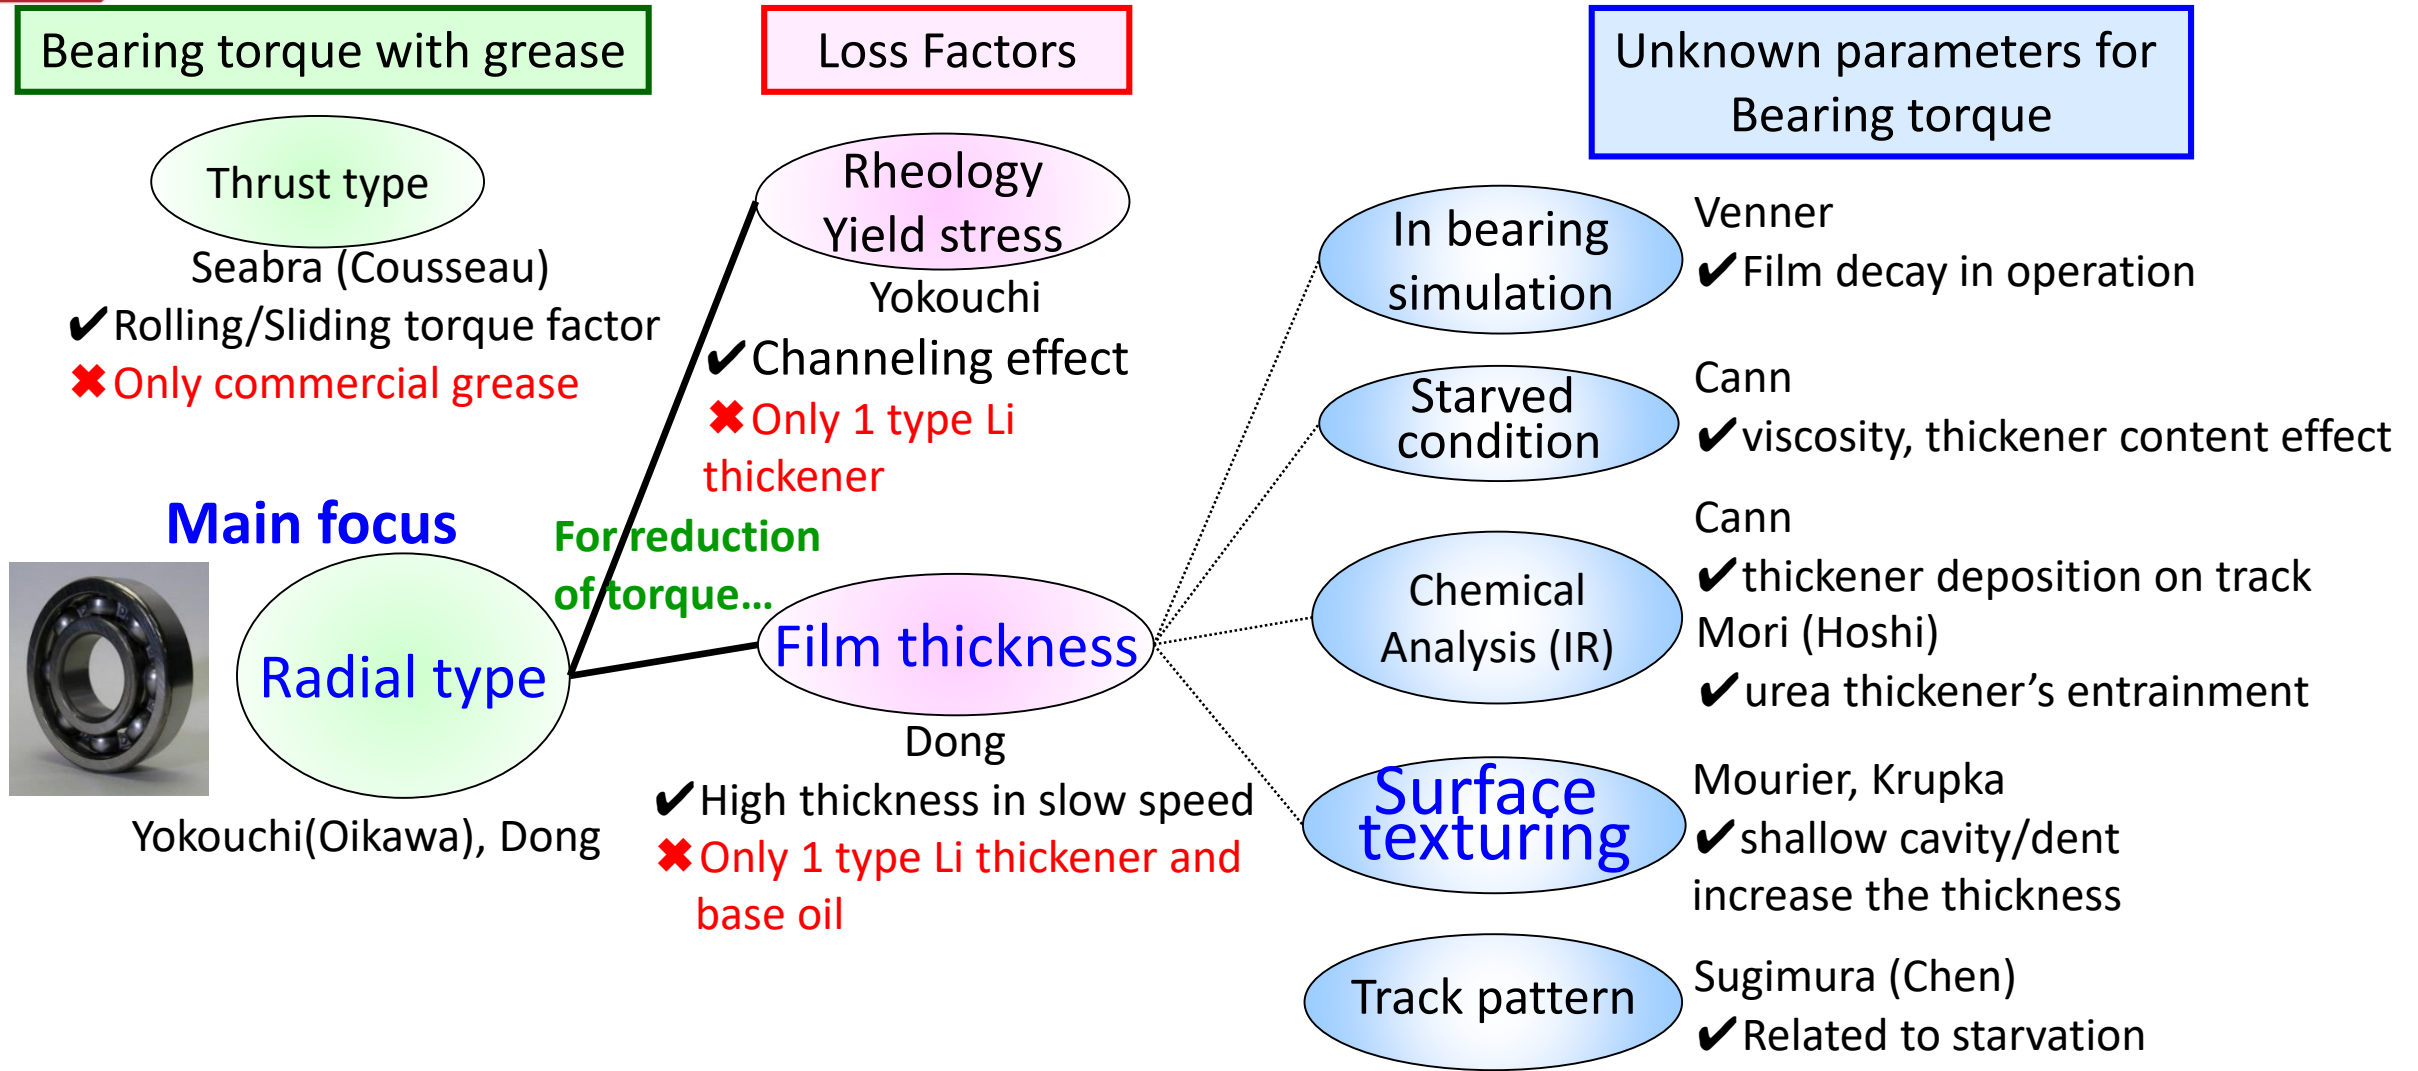 Bearing torque with grease
Thrust type
Seabra (Cousseau)
✔Rolling/Sliding torque factor
✖Only commercial grease
Main focus
Radial type
Yokouchi(Oikawa), Dong
For reduction
of torque...
Loss Factors
Rheology
Yield stress
Yokouchi
✔Channeling effect
✖Only 1 type Li
thickener
Film thickness
Dong
✔High thickness in slow speed
✖Only 1 type Li thickener and
base oil
Unknown parameters for
Bearing torque
In bearing
simulation
Venner
✔Film decay in operation
Starved
condition
Cann
✔viscosity, thickener content effect
Chemical
Analysis (IR)
Cann
✔thickener deposition on track
Mori (Hoshi)
✔urea thickener’s entrainment
Surface
texturing
Mourier, Krupka
✔shallow cavity/dent
increase the thickness
Track pattern
Sugimura (Chen)
✔Related to starvation